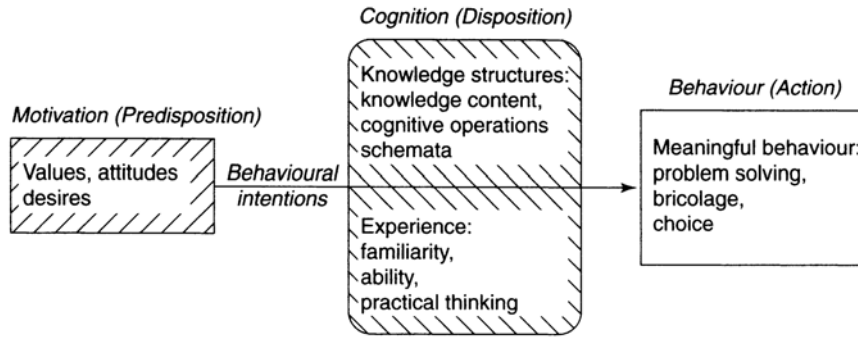 Cognition (Disposition)
Knowledge structures:
knowledge content,
cognitive operations
schemata
Experience:
familiarity,
ability,
practical thinking
Motivation (Predisposition)
Values, attitudes
desires
Behavioural
intentions
Behaviour (Action)
Meaningful behaviour:
problem solving,
bricolage,
choice